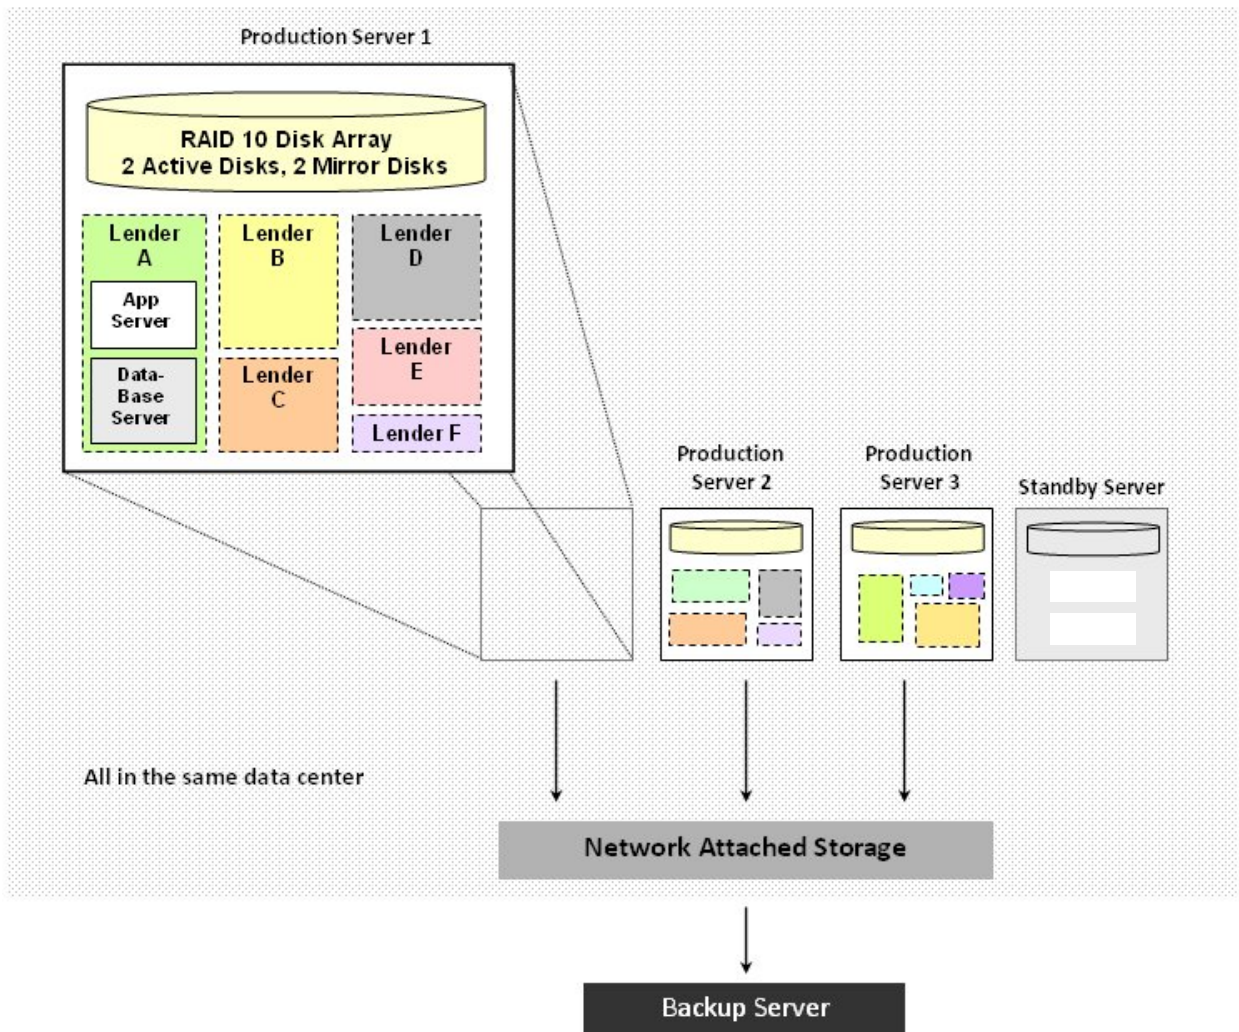 Production Server 1
RAID 10 Disk Array
2 Active Disks, 2 Mirror Disks
Lender
A
App
Server
Data-
Base
Server
Lender
B
Lender
C
Lender
D
Lender
E
Lender F
Production
Server 2
Production
Server 3
Standby Server
All in the same data center
Network Attached Storage
Backup Server